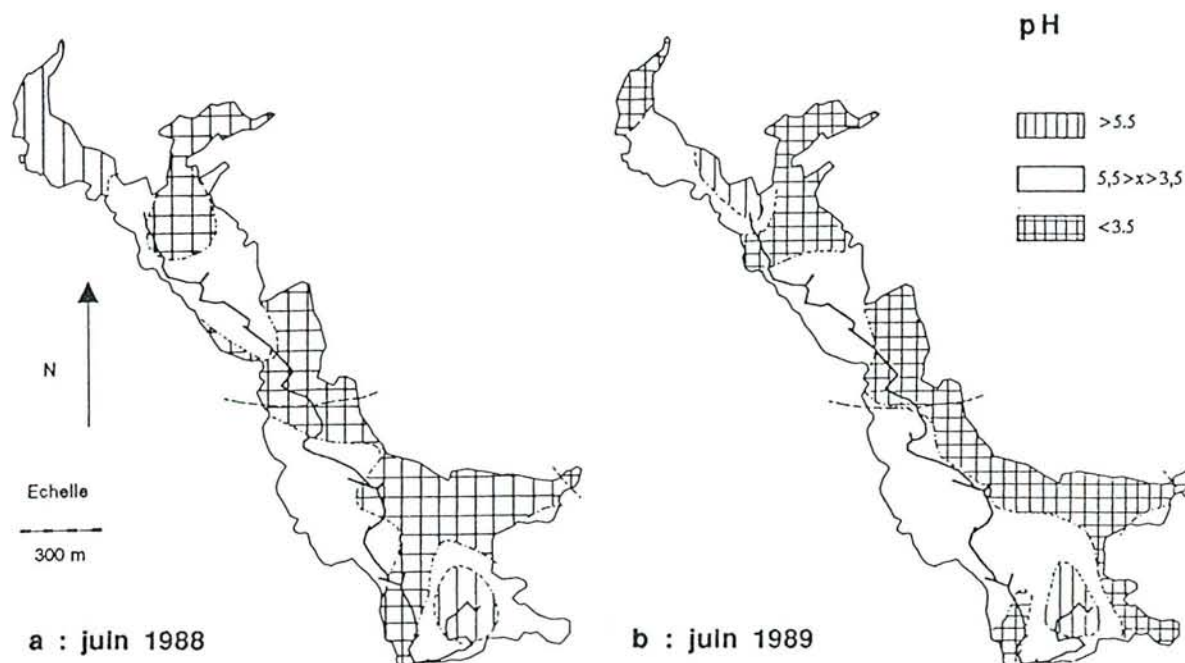 pH
>5.5
5,5>x>3,5
<3.5
N
Echelle
300 m
a : juin 1988
b : juin 1989